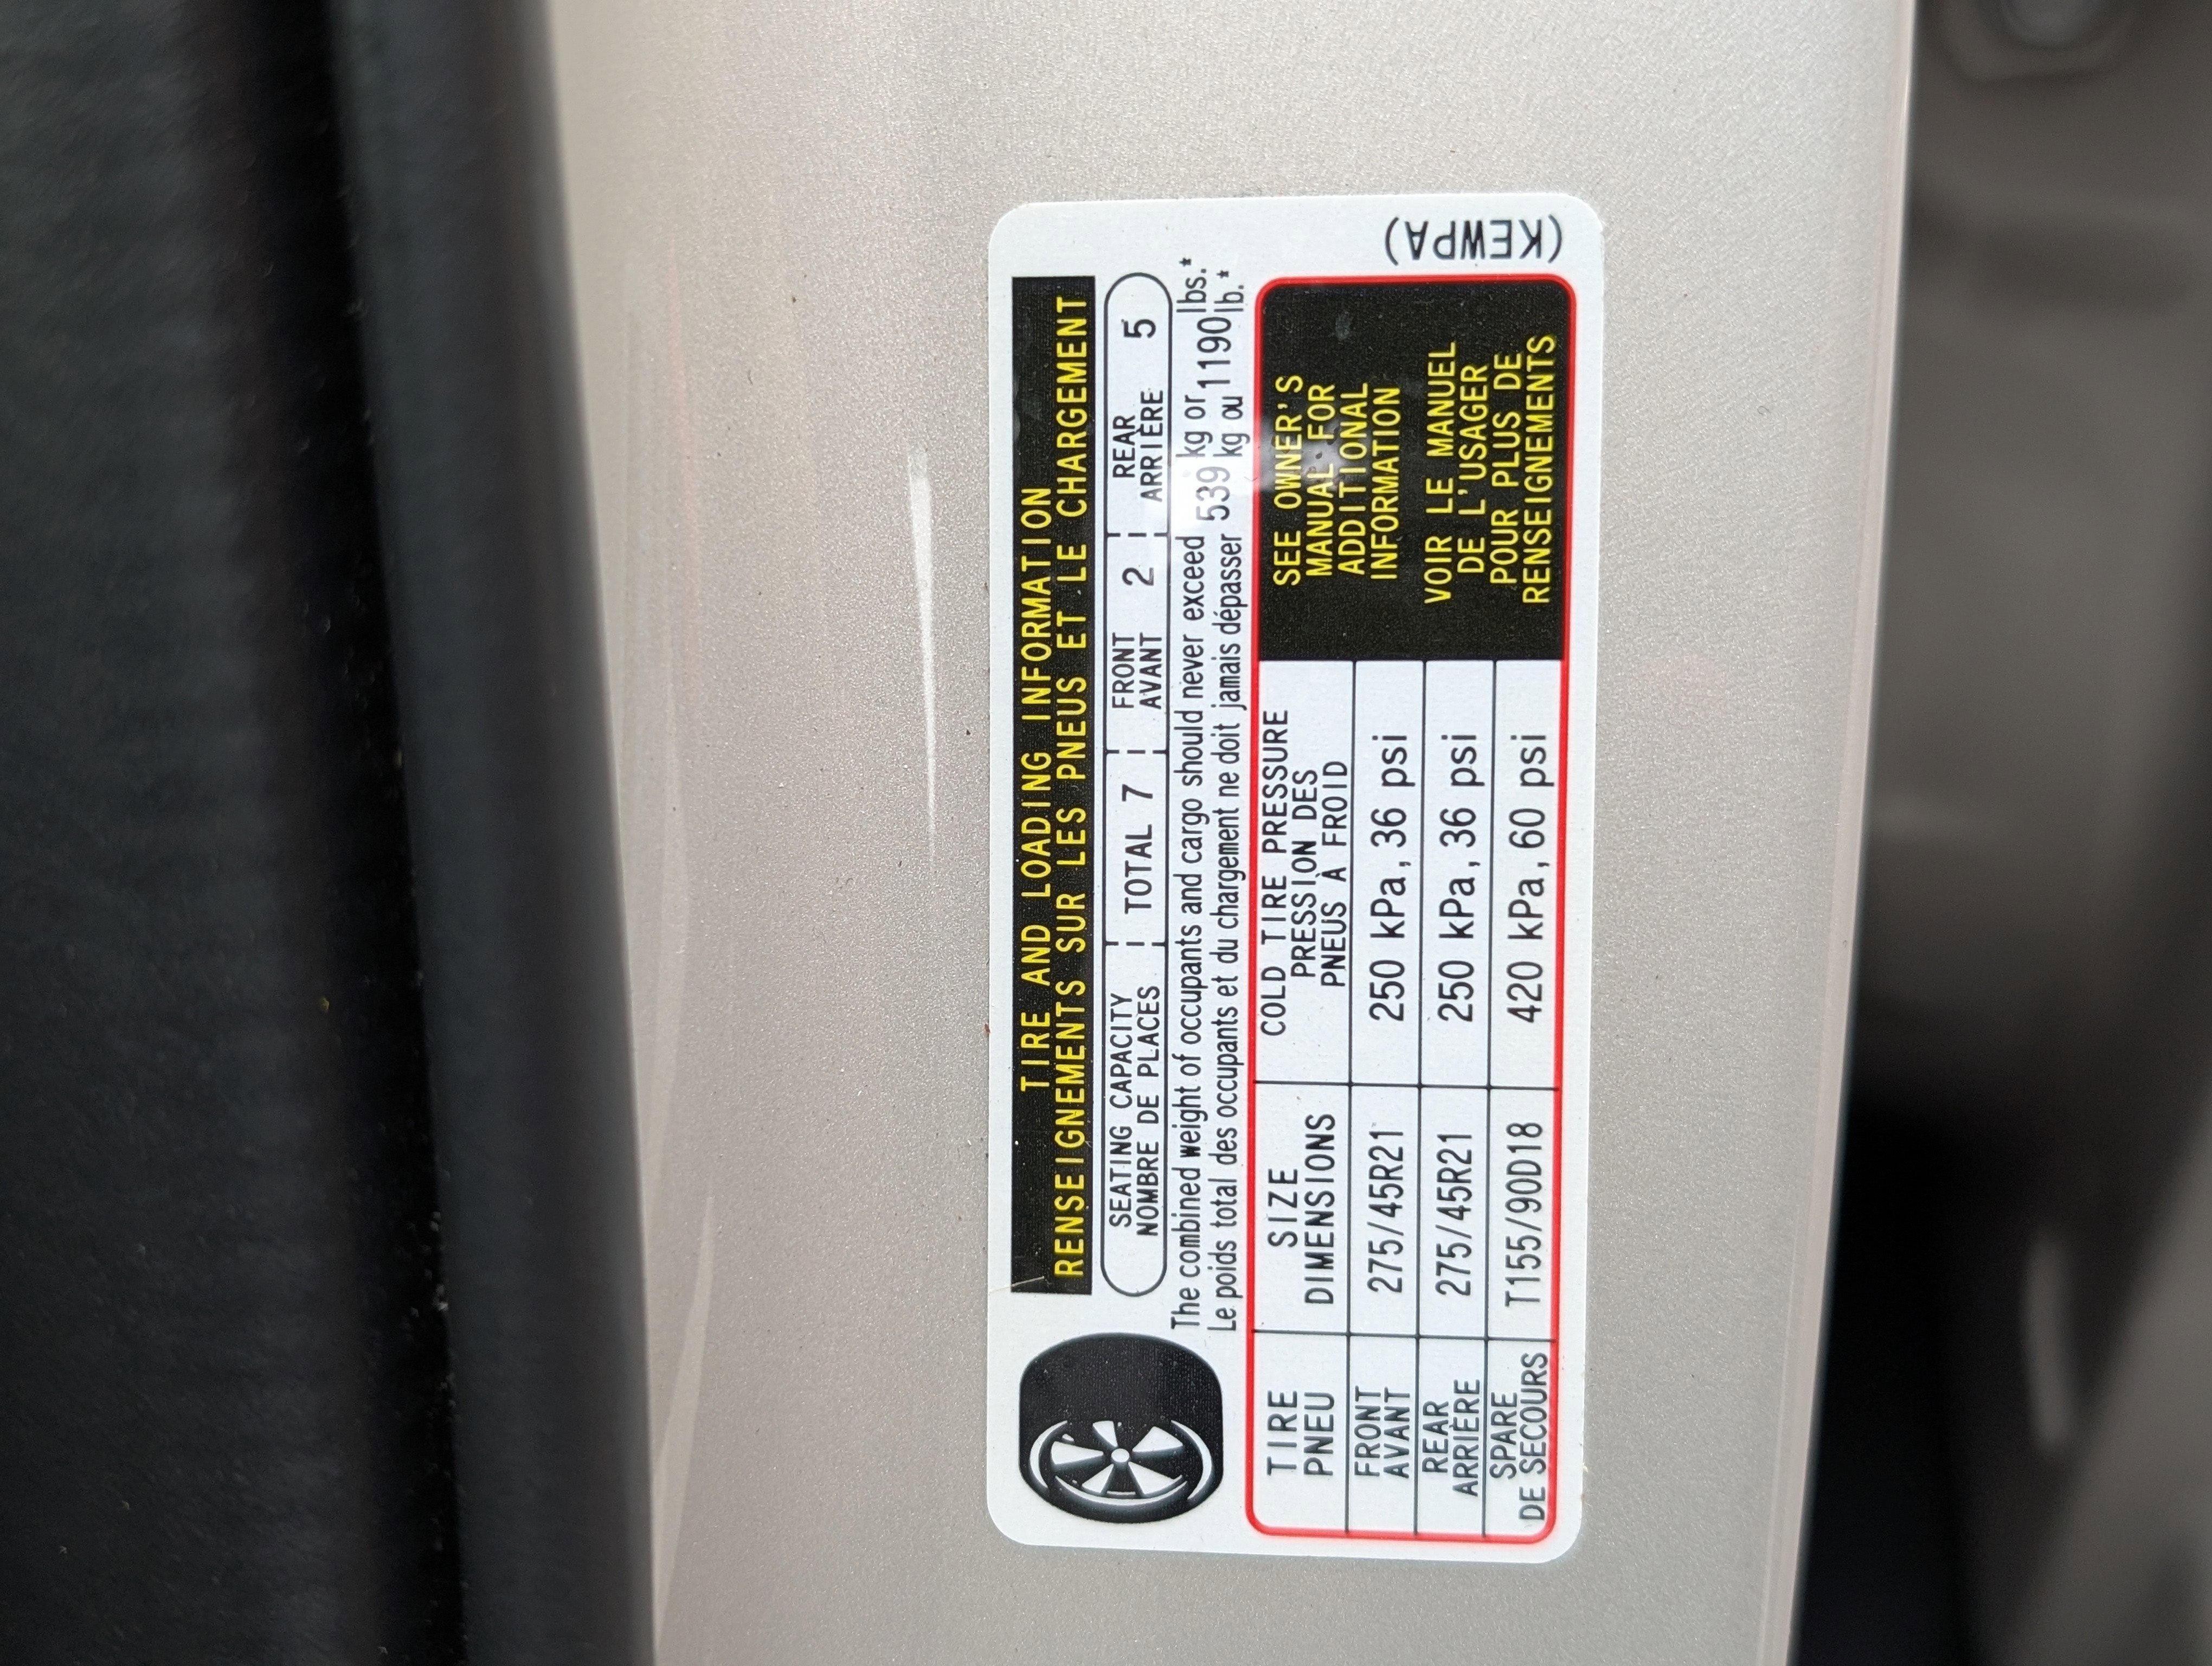 TIRE AND LOADING INFORMATION
RENSEIGNEMENTS SUR LES PNEUS ET LE CHARGEMENT
SEATING CAPACITY
NOMBRE DE PLACES
TOTAL 7
FRONT
AVANT
2
REAR
ARRIÈRE
5
The combined weight of occupants and cargo should never exceed 539 kg or 1190 lbs.*
Le poids total des occupants et du chargement ne doit jamais dépasser 539 kg ou 1190 lb.*
TIRE
PNEU
SIZE
DIMENSIONS
COLD TIRE PRESSURE
PRESSION DES
PNEUS À FROID
FRONT
AVANT
275/45R21
250 kPa, 36 psi
REAR
ARRIÈRE
275/45R21
250 kPa, 36 psi
SPARE
DE SECOURS
T155/90D18
420 kPa, 60 psi
SEE OWNER'S
MANUAL FOR
ADDITIONAL
INFORMATION
VOIR LE MANUEL
DE L'USAGER
POUR PLUS DE
RENSEIGNEMENTS
(KEWPA)